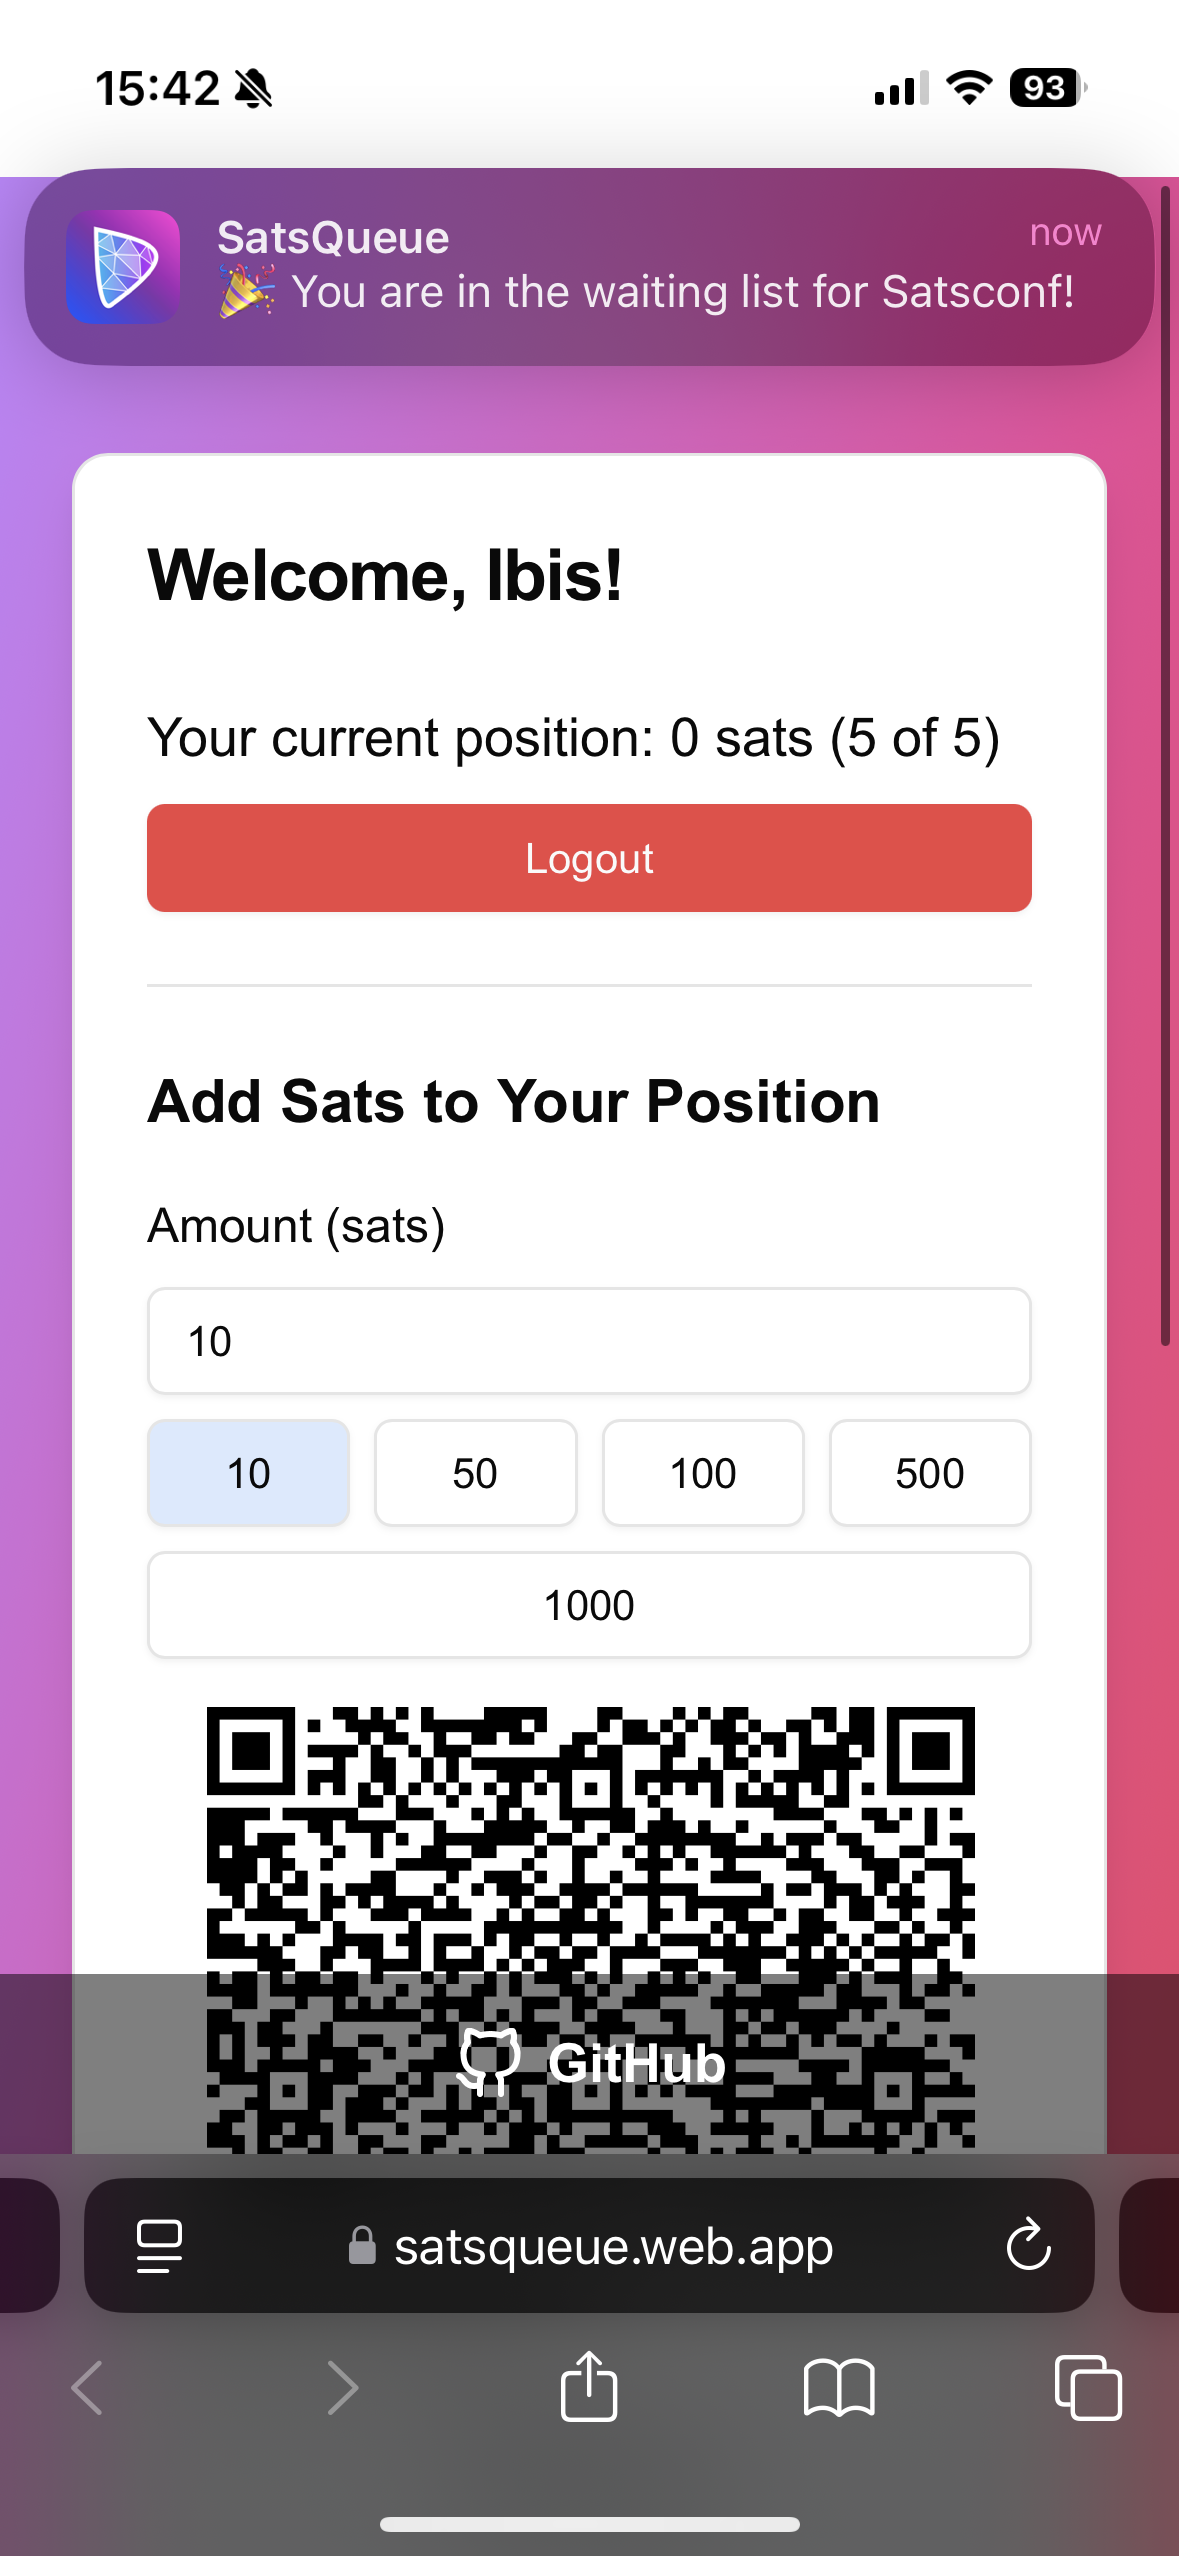 15:42
93
SatsQueue
now
🎉 You are in the waiting list for Satsconf!
Welcome, Ibis!
Your current position: 0 sats (5 of 5)
Logout
Add Sats to Your Position
Amount (sats)
10
10 50 100 500
1000
GitHub
satsqueue.web.app